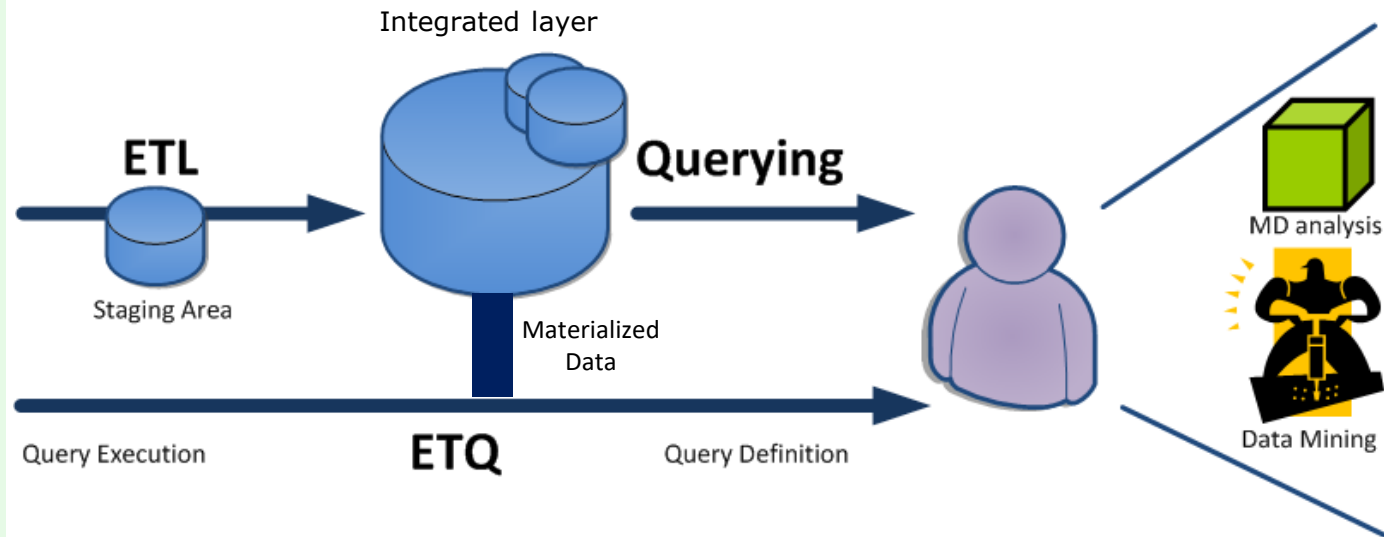 Integrated layer
ETL
Querying
MD analysis
Staging Area
Materialized
Data
Data Mining
Query Execution
ETQ
Query Definition